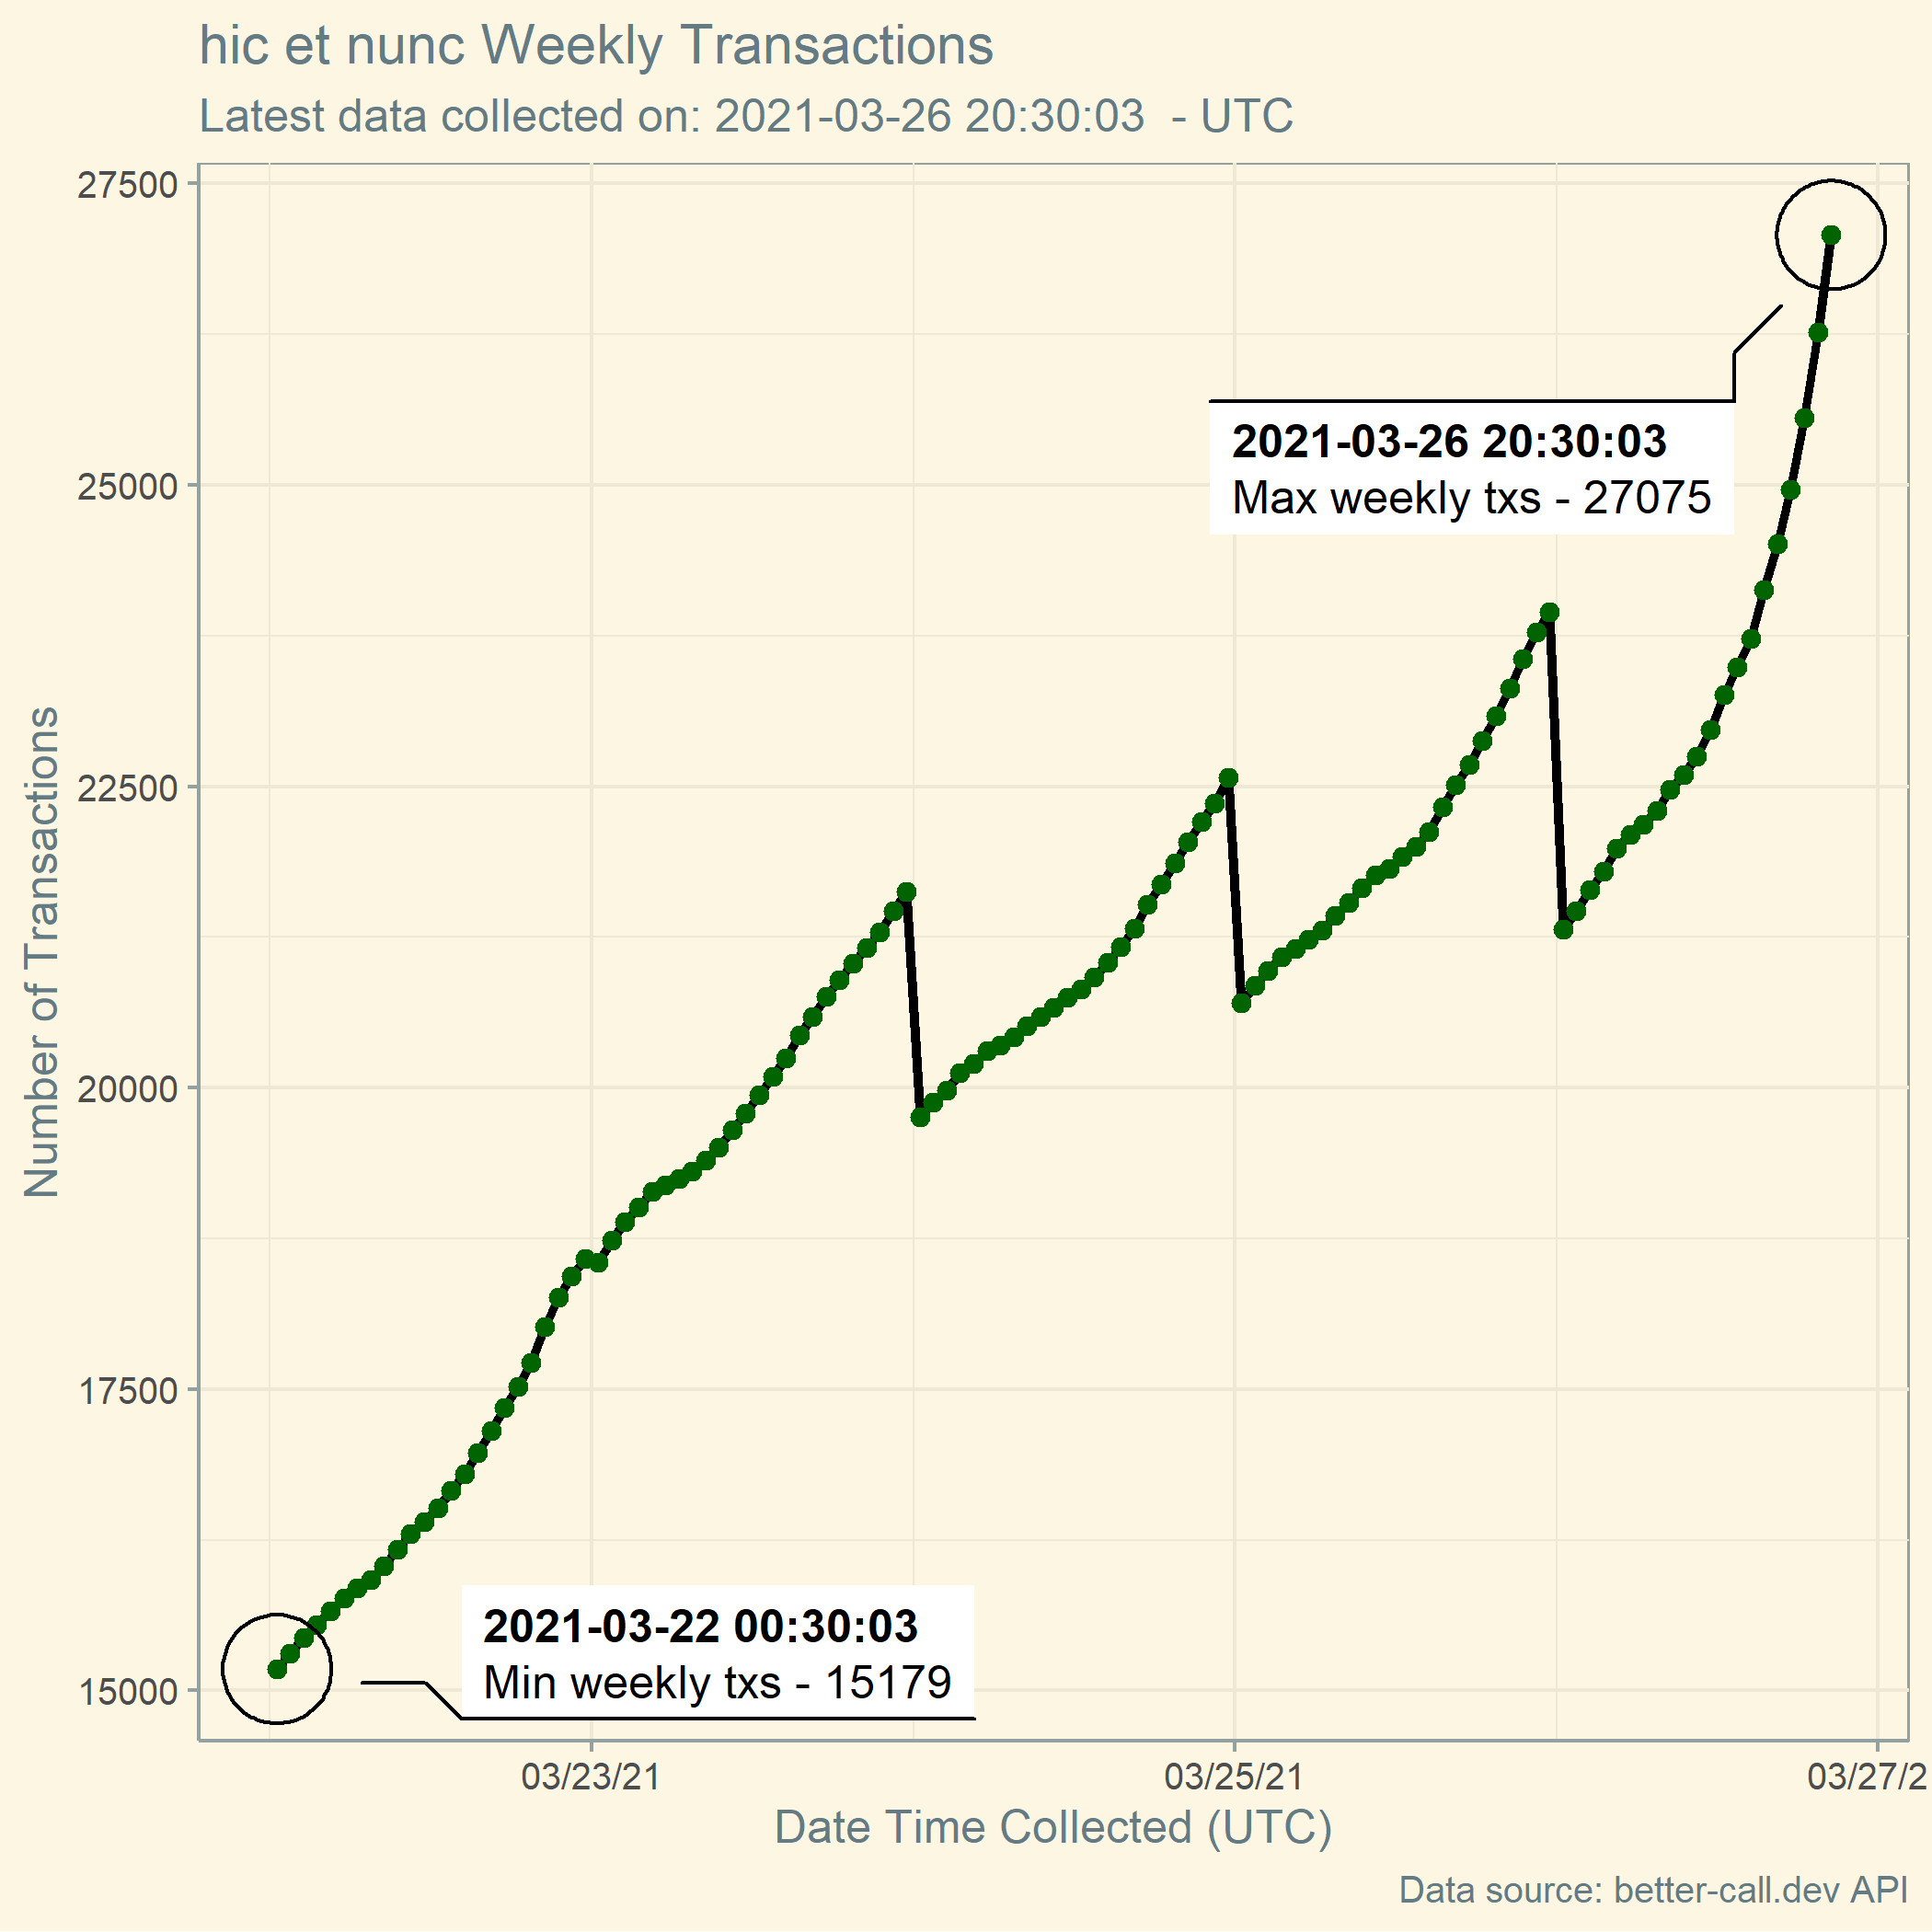 hic et nunc Weekly Transactions
Latest data collected on: 2021-03-26 20:30:03  - UTC
27500
25000
22500
20000
17500
15000
Number of Transactions
2021-03-26 20:30:03
Max weekly txs - 27075
2021-03-22 00:30:03
Min weekly txs - 15179
03/23/21
03/25/21
03/27/2
Date Time Collected (UTC)
Data source: better-call.dev API